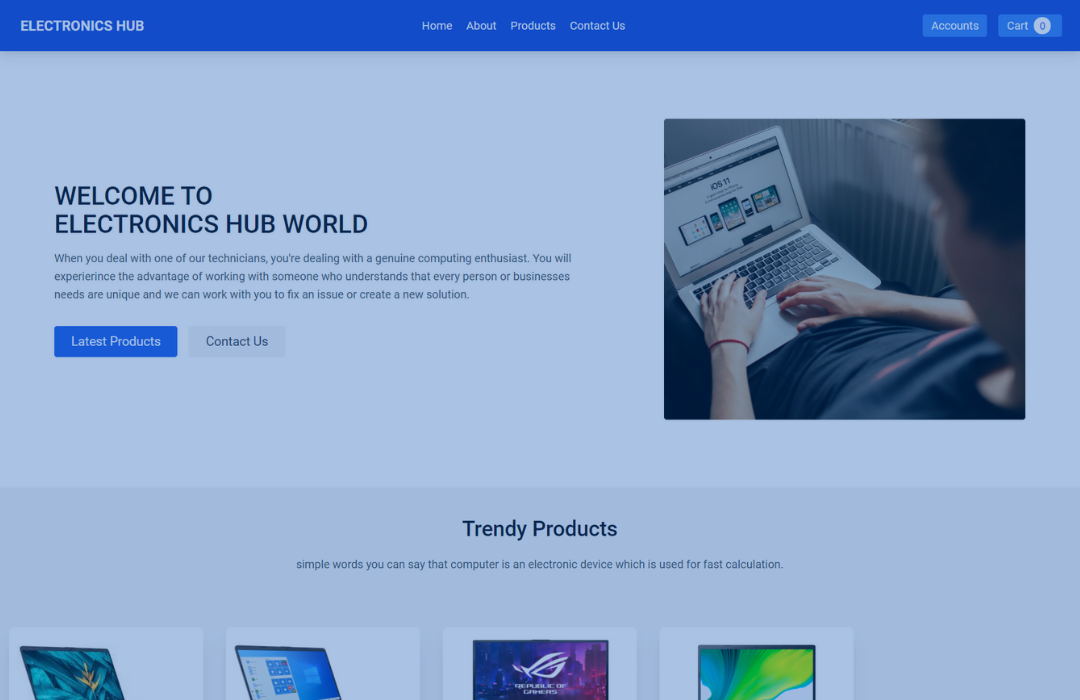 ELECTRONICS HUB
Home About Products Contact Us
Accounts Cart 0
WELCOME TO
ELECTRONICS HUB WORLD
When you deal with one of our technicians, you're dealing with a genuine computing enthusiast. You will
experierince the advantage of working with someone who understands that every person or businesses
needs are unique and we can work with you to fix an issue or create a new solution.
Latest Products Contact Us
iOS 11
Trendy Products
simple words you can say that computer is an electronic device which is used for fast calculation.
REPUBLIC OF
GAMERS